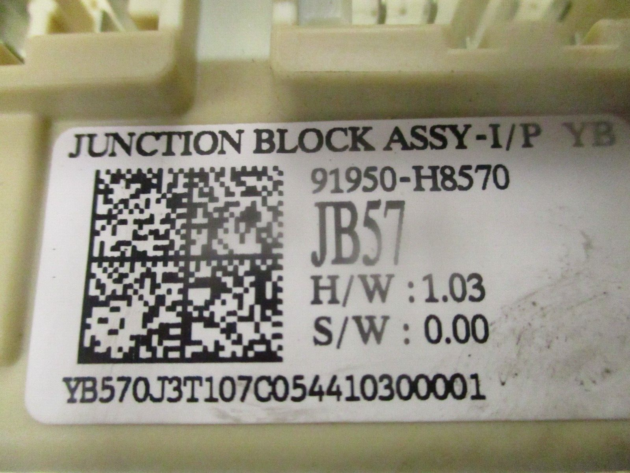 JUNCTION BLOCK ASSY-I/P YB
91950-H8570
JB57
H/W : 1.03
S/W : 0.00
YB570J3T107C054410300001